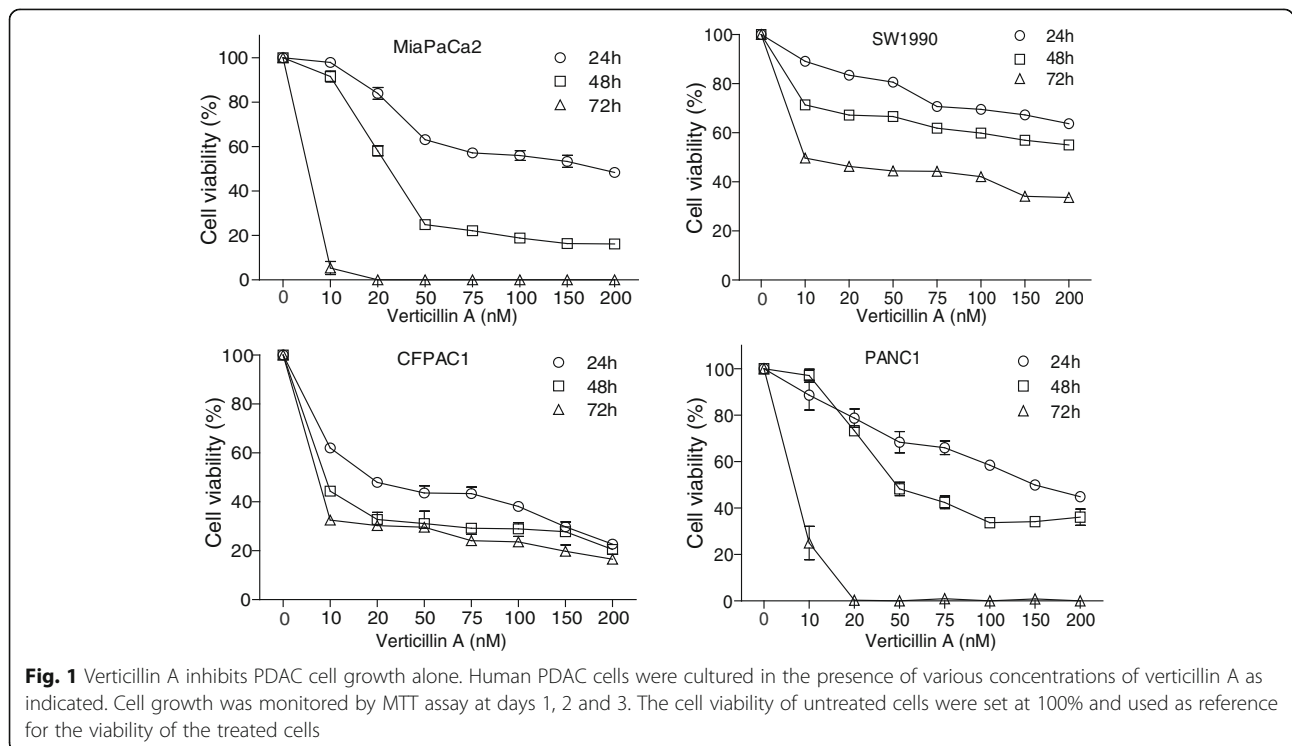 MiaPaCa2
24h
48h
72h
Cell viability (%)
100
80
60
40
20
0
0 10 20 50 75 100 150 200
Verticillin A (nM)
SW1990
24h
48h
72h
Cell viability (%)
100
80
60
40
20
0
0 10 20 50 75 100 150 200
Verticillin A (nM)
CFPAC1
24h
48h
72h
Cell viability (%)
100
80
60
40
20
0
0 10 20 50 75 100 150 200
Verticillin A (nM)
PANC1
24h
48h
72h
Cell viability (%)
100
80
60
40
20
0
0 10 20 50 75 100 150 200
Verticillin A (nM)
Fig. 1 Verticillin A inhibits PDAC cell growth alone. Human PDAC cells were cultured in the presence of various concentrations of verticillin A as
indicated. Cell growth was monitored by MTT assay at days 1, 2 and 3. The cell viability of untreated cells were set at 100% and used as reference
for the viability of the treated cells